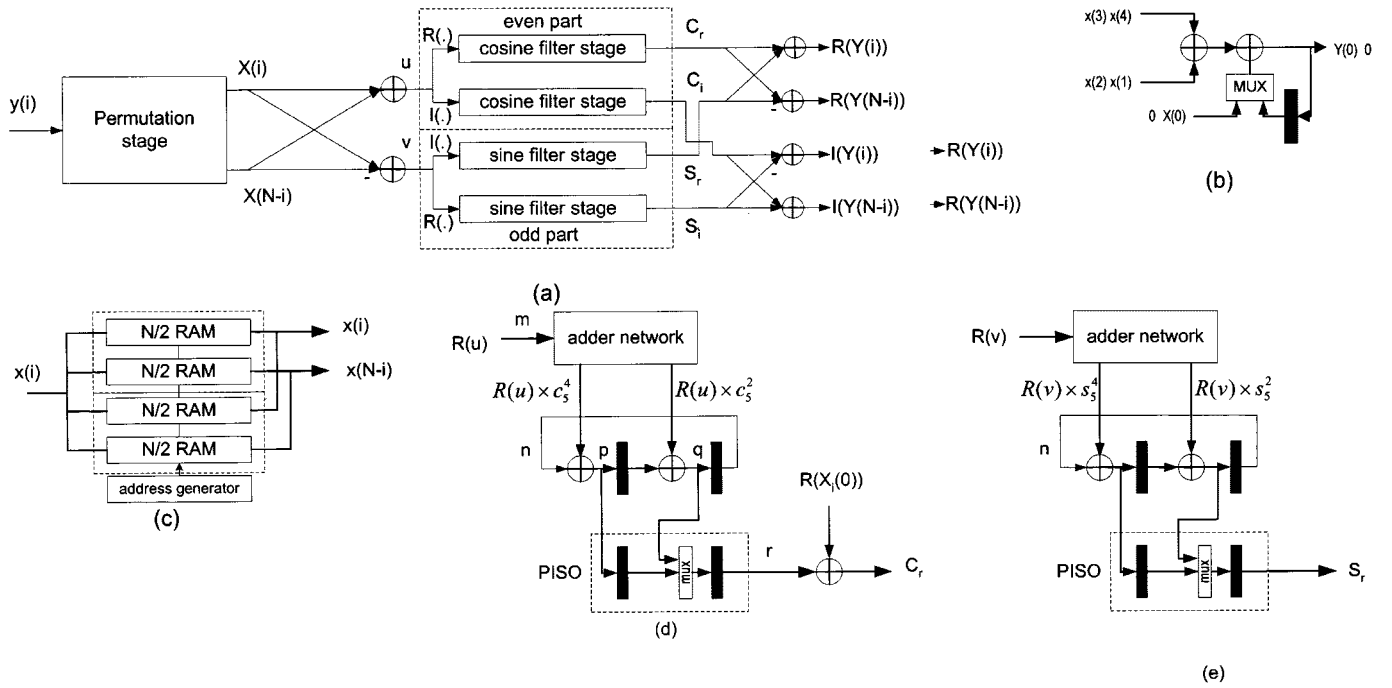 even part
R(.)
cosine filter stage
C_r
R(Y(i))
X(i)
u
y(i)
Permutation
stage
C_i
cosine filter stage
R(Y(N-i))
-
I(.)
I(.)
v
sine filter stage
I(Y(i))
R(Y(i))
-
S_r
-
X(N-i)
sine filter stage
I(Y(N-i))
R(Y(N-i))
R(.)
odd part
S_i
(a)
x(3) x(4)
Y(0) 0
x(2) x(1)
MUX
0 X(0)
(b)
N/2 RAM
x(i)
N/2 RAM
x(N-i)
x(i)
N/2 RAM
N/2 RAM
address generator
(c)
m
R(u)
adder network
R(u)×c_5^4
R(u)×c_5^2
n
p
q
R(X_i(0))
PISO
mux
r
C_r
(d)
R(v)
adder network
R(v)×s_5^4
R(v)×s_5^2
n
PISO
mux
S_r
(e)